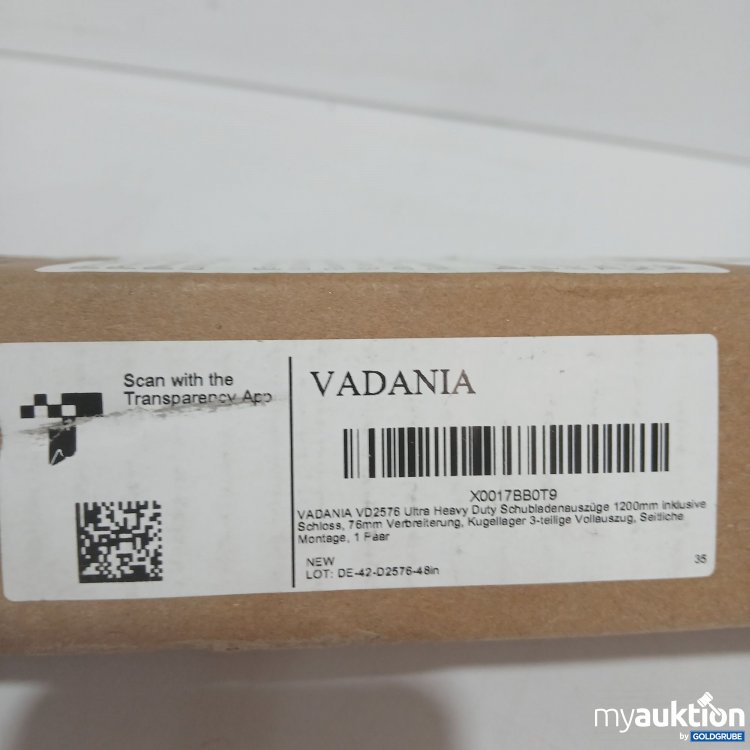 Scan with the
Transparency App
VADANIA
X0017BB0T9
VADANIA VD2576 Ultra Heavy Duty Schubladenauszüge 1200mm inklusive
Schloss, 76mm Verbreiterung, Kugellager 3-teilige Vollauszug, Seitliche
Montage, 1 Paar
NEW
35
LOT: DE-42-D2576-48in
myauktion
by GOLDGRUBE